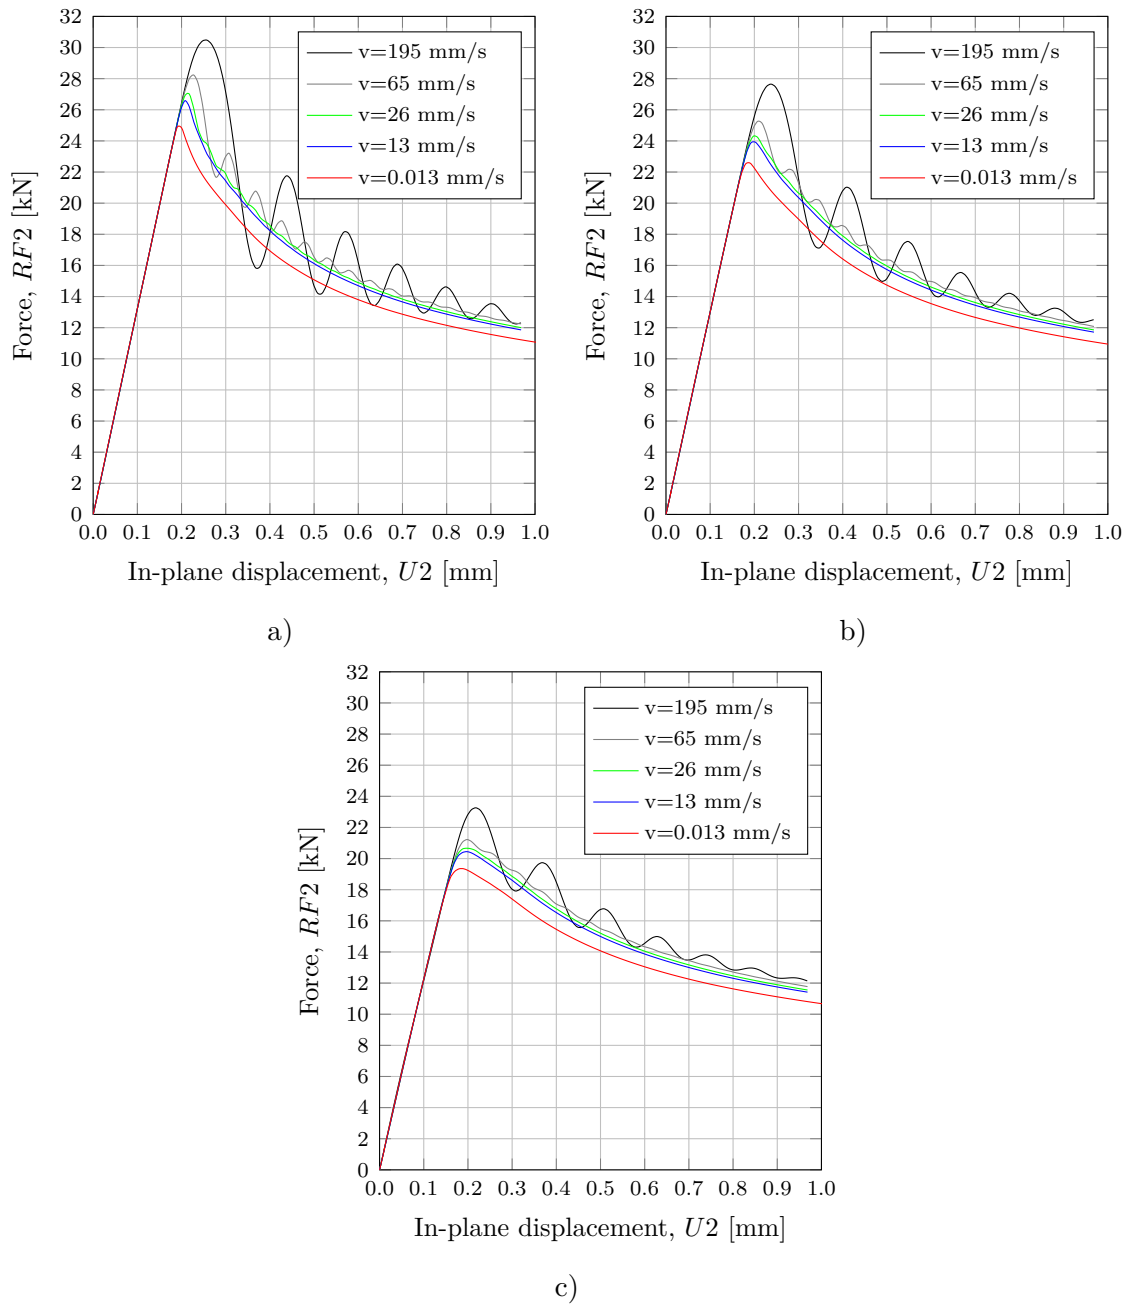 32
30
28
26
24
22
20
18
16
14
12
10
8
6
4
2
0
0.0 0.1 0.2 0.3 0.4 0.5 0.6 0.7 0.8 0.9 1.0
Force, RF2 [kN]
In-plane displacement, U2 [mm]
v=195 mm/s
v=65 mm/s
v=26 mm/s
v=13 mm/s
v=0.013 mm/s
a)
32
30
28
26
24
22
20
18
16
14
12
10
8
6
4
2
0
0.0 0.1 0.2 0.3 0.4 0.5 0.6 0.7 0.8 0.9 1.0
Force, RF2 [kN]
In-plane displacement, U2 [mm]
v=195 mm/s
v=65 mm/s
v=26 mm/s
v=13 mm/s
v=0.013 mm/s
b)
32
30
28
26
24
22
20
18
16
14
12
10
8
6
4
2
0
0.0 0.1 0.2 0.3 0.4 0.5 0.6 0.7 0.8 0.9 1.0
Force, RF2 [kN]
In-plane displacement, U2 [mm]
v=195 mm/s
v=65 mm/s
v=26 mm/s
v=13 mm/s
v=0.013 mm/s
c)